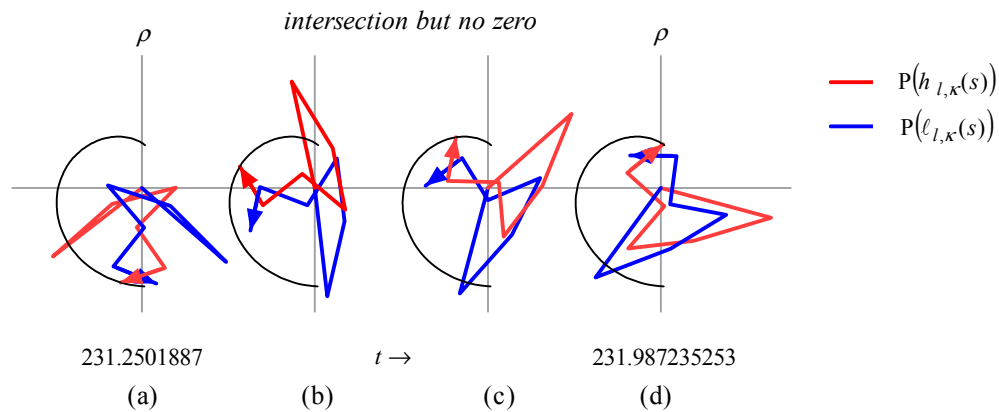 intersection but no zero
ρ
ρ
P(h l,κ(s))
P(ℓ l,κ(s))
231.2501887
t →
231.987235253
(a)
(b)
(c)
(d)